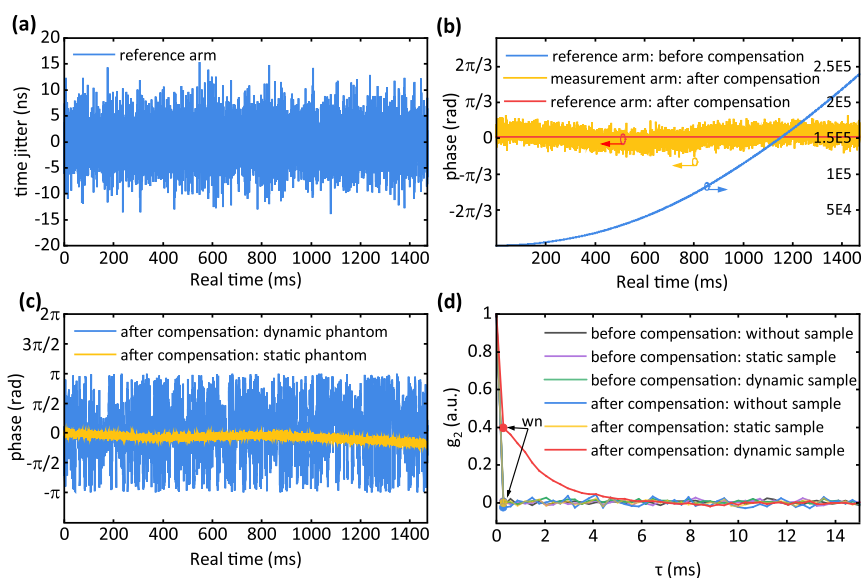 (a)
20
15
10
5
0
-5
-10
-15
-20
time jitter (ns)
reference arm
0 200 400 600 800 1000 1200 1400
Real time (ms)
(b)
2π/3
π/3
0
-π/3
-2π/3
phase (rad)
reference arm: before compensation
measurement arm: after compensation
reference arm: after compensation
2.5E5
2E5
1.5E5
1E5
5E4
200 400 600 800 1000 1200 1400
Real time (ms)
(c)
2π
3π/2
π
π/2
0
-π/2
-π
phase (rad)
after compensation: dynamic phantom
after compensation: static phantom
0 200 400 600 800 1000 1200 1400
Real time (ms)
(d)
1
0.8
0.6
0.4
0.2
0
g₂ (a.u.)
before compensation: without sample
before compensation: static sample
before compensation: dynamic sample
after compensation: without sample
after compensation: static sample
after compensation: dynamic sample
wn
0 2 4 6 8 10 12 14
τ (ms)